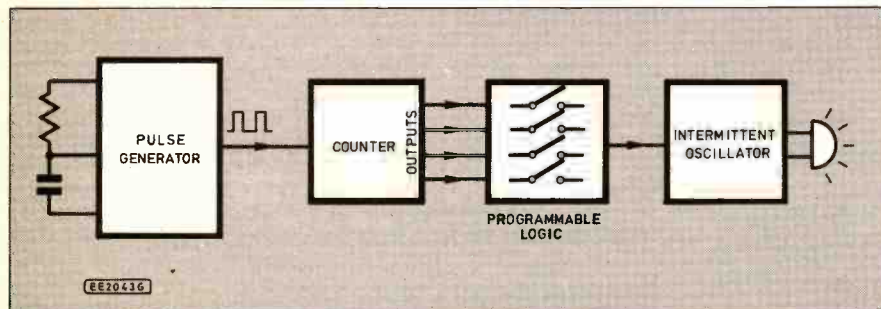 PULSE
GENERATOR
COUNTER
OUTPUTS
PROGRAMMABLE
LOGIC
INTERMITTENT
OSCILLATOR
EE2043G